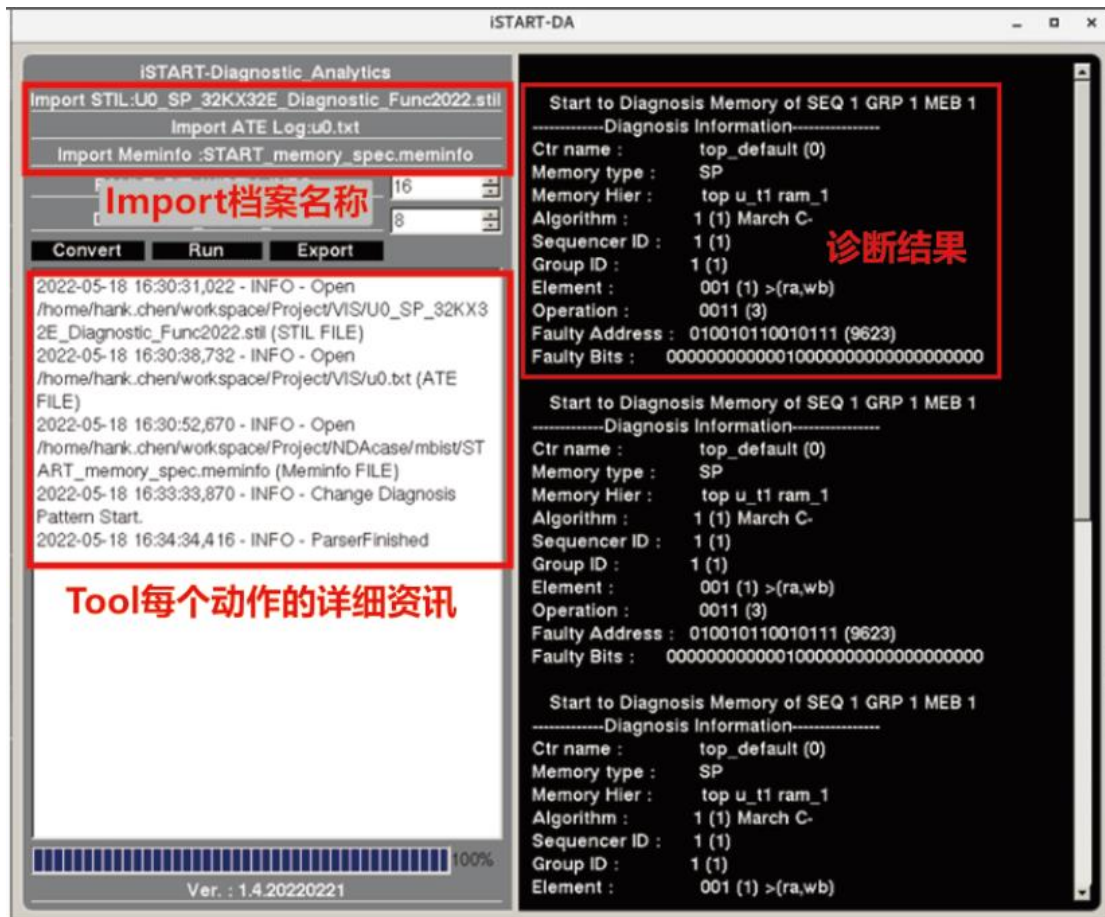 iSTART-DA
iSTART-Diagnostic_Analytics
Import STIL:U0_SP_32KX32E_Diagnostic_Func2022.stil
Import ATE Log:u0.txt
Import Meminfo :START_memory_spec.meminfo
16
Import档案名称
8
Convert Run Export
2022-05-18 16:30:31,022 - INFO - Open
/home/hank.chen/workspace/Project/VIS/U0_SP_32KX3
2E_Diagnostic_Func2022.stil (STIL FILE)
2022-05-18 16:30:38,732 - INFO - Open
/home/hank.chen/workspace/Project/VIS/u0.txt (ATE
FILE)
2022-05-18 16:30:52,670 - INFO - Open
/home/hank.chen/workspace/Project/NDAcase/mbist/ST
ART_memory_spec.meminfo (Meminfo FILE)
2022-05-18 16:33:33,870 - INFO - Change Diagnosis
Pattern Start.
2022-05-18 16:34:34,416 - INFO - ParserFinished
Tool每个动作的详细资讯
100%
Ver. : 1.4.20220221
Start to Diagnosis Memory of SEQ 1 GRP 1 MEB 1
-------------Diagnosis Information----------------
Ctr name : top_default (0)
Memory type : SP
Memory Hier : top u_t1 ram_1
Algorithm : 1 (1) March C-
Sequencer ID : 1 (1)
诊断结果
Group ID : 1 (1)
Element : 001 (1) >(ra,wb)
Operation : 0011 (3)
Faulty Address : 010010110010111 (9623)
Faulty Bits : 00000000000010000000000000000000
Start to Diagnosis Memory of SEQ 1 GRP 1 MEB 1
-------------Diagnosis Information----------------
Ctr name : top_default (0)
Memory type : SP
Memory Hier : top u_t1 ram_1
Algorithm : 1 (1) March C-
Sequencer ID : 1 (1)
Group ID : 1 (1)
Element : 001 (1) >(ra,wb)
Operation : 0011 (3)
Faulty Address : 010010110010111 (9623)
Faulty Bits : 00000000000010000000000000000000
Start to Diagnosis Memory of SEQ 1 GRP 1 MEB 1
-------------Diagnosis Information----------------
Ctr name : top_default (0)
Memory type : SP
Memory Hier : top u_t1 ram_1
Algorithm : 1 (1) March C-
Sequencer ID : 1 (1)
Group ID : 1 (1)
Element : 001 (1) >(ra,wb)